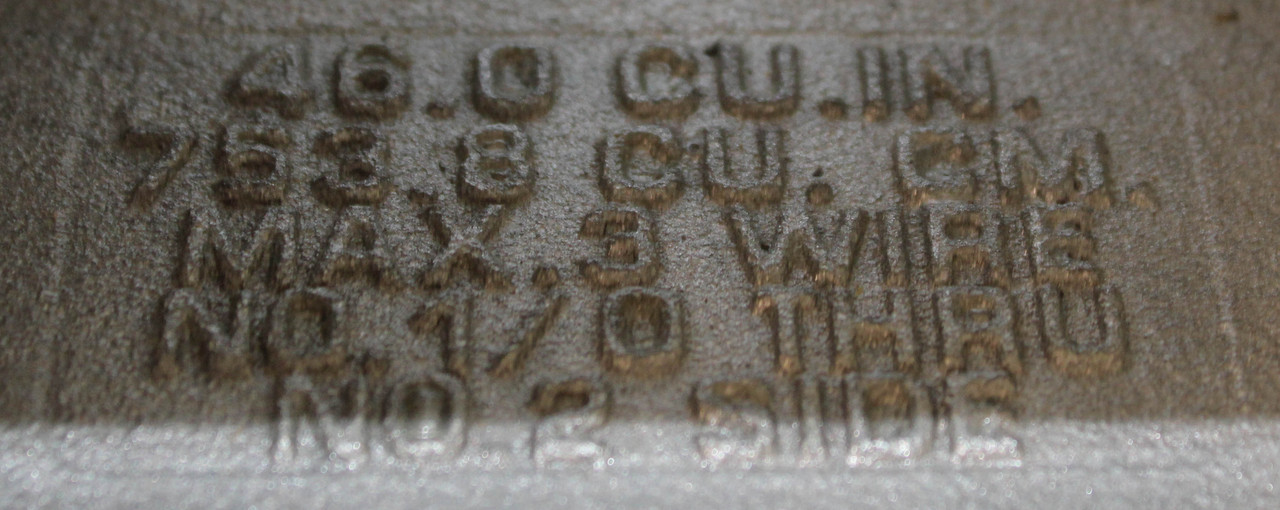 46.0 CU.IN.
753.8 CU. CM.
MAX.3 WIRE
NO.1/0 THRU
NO 2 SIDE